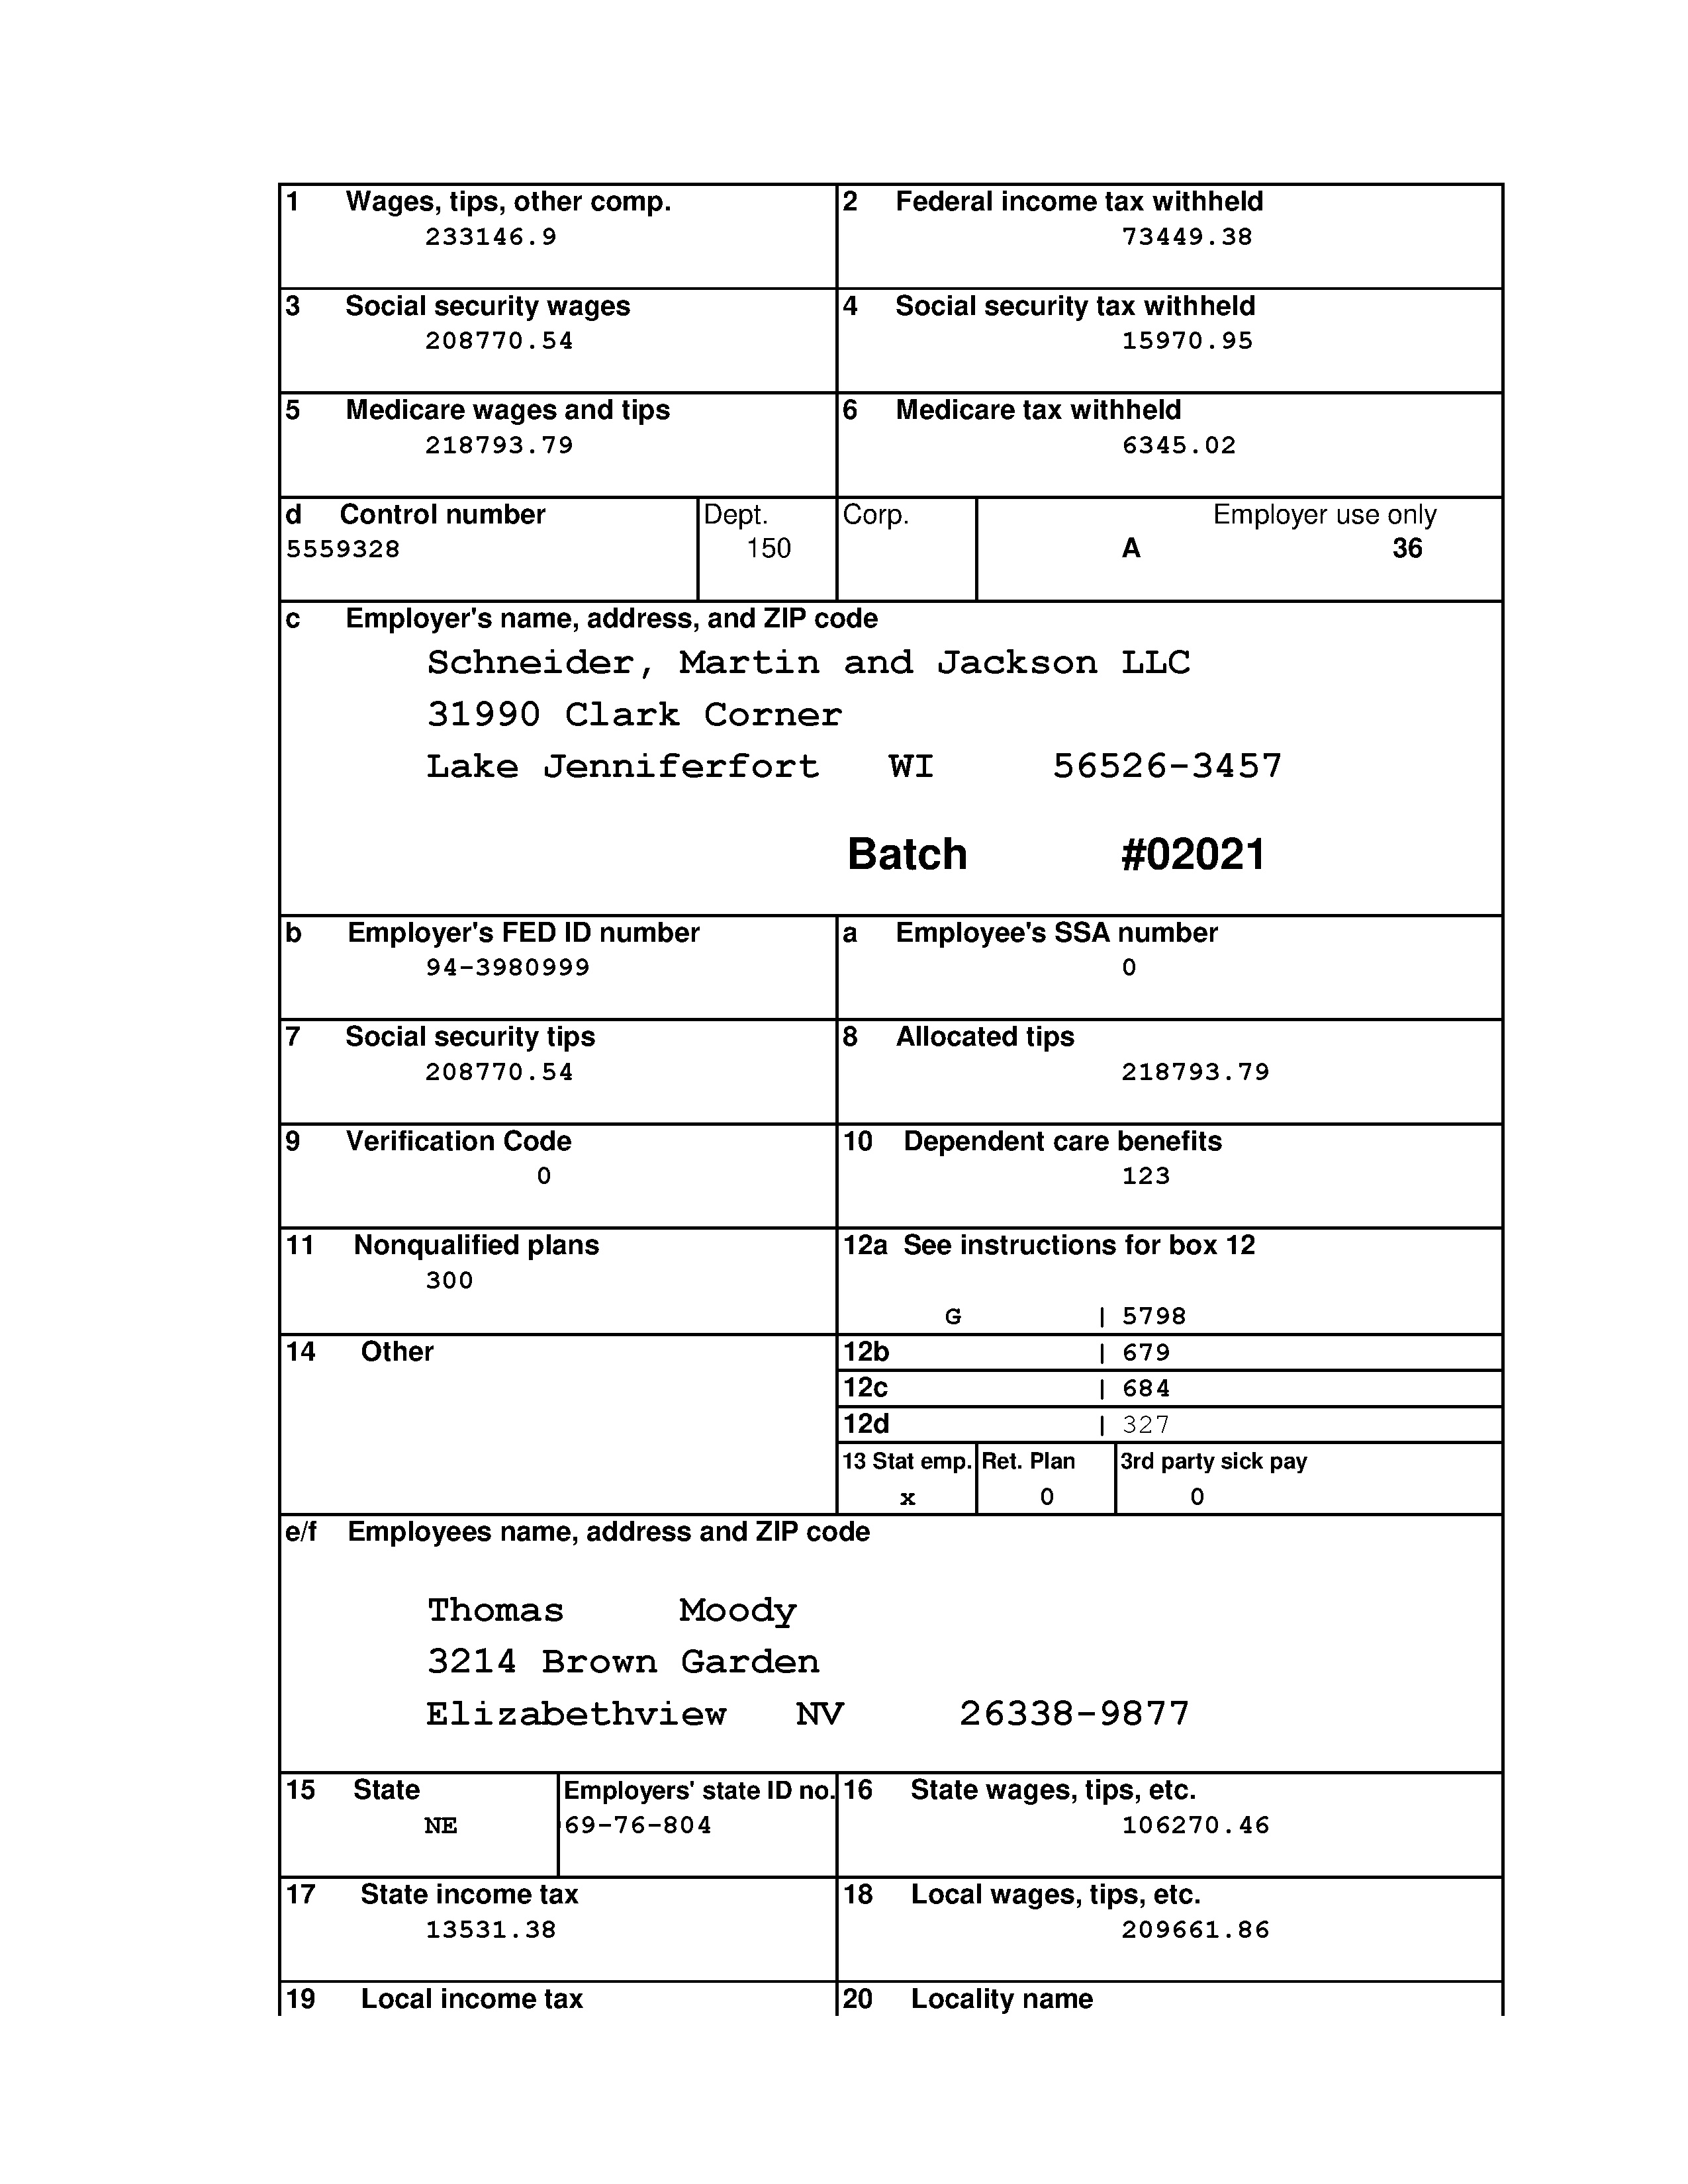 1 Wages, tips, other comp. 2 Federal income tax withheld
233146.9 73449.38
3 Social security wages 4 Social security tax withheld
208770.54 15970.95
5 Medicare wages and tips 6 Medicare tax withheld
218793.79 6345.02
d Control number Dept. Corp. Employer use only
5559328 150 A 36
c Employer's name, address, and ZIP code
Schneider, Martin and Jackson LLC
31990 Clark Corner
Lake Jenniferfort WI 56526-3457
Batch #02021
b Employer's FED ID number a Employee's SSA number
94-3980999 0
7 Social security tips 8 Allocated tips
208770.54 218793.79
9 Verification Code 10 Dependent care benefits
0 123
11 Nonqualified plans 12a See instructions for box 12
300
G | 5798
14 Other 12b | 679
12c | 684
12d | 327
13 Stat emp. Ret. Plan 3rd party sick pay
x 0 0
e/f Employees name, address and ZIP code
Thomas Moody
3214 Brown Garden
Elizabethview NV 26338-9877
15 State Employers' state ID no. 16 State wages, tips, etc.
NE 69-76-804 106270.46
17 State income tax 18 Local wages, tips, etc.
13531.38 209661.86
19 Local income tax 20 Locality name